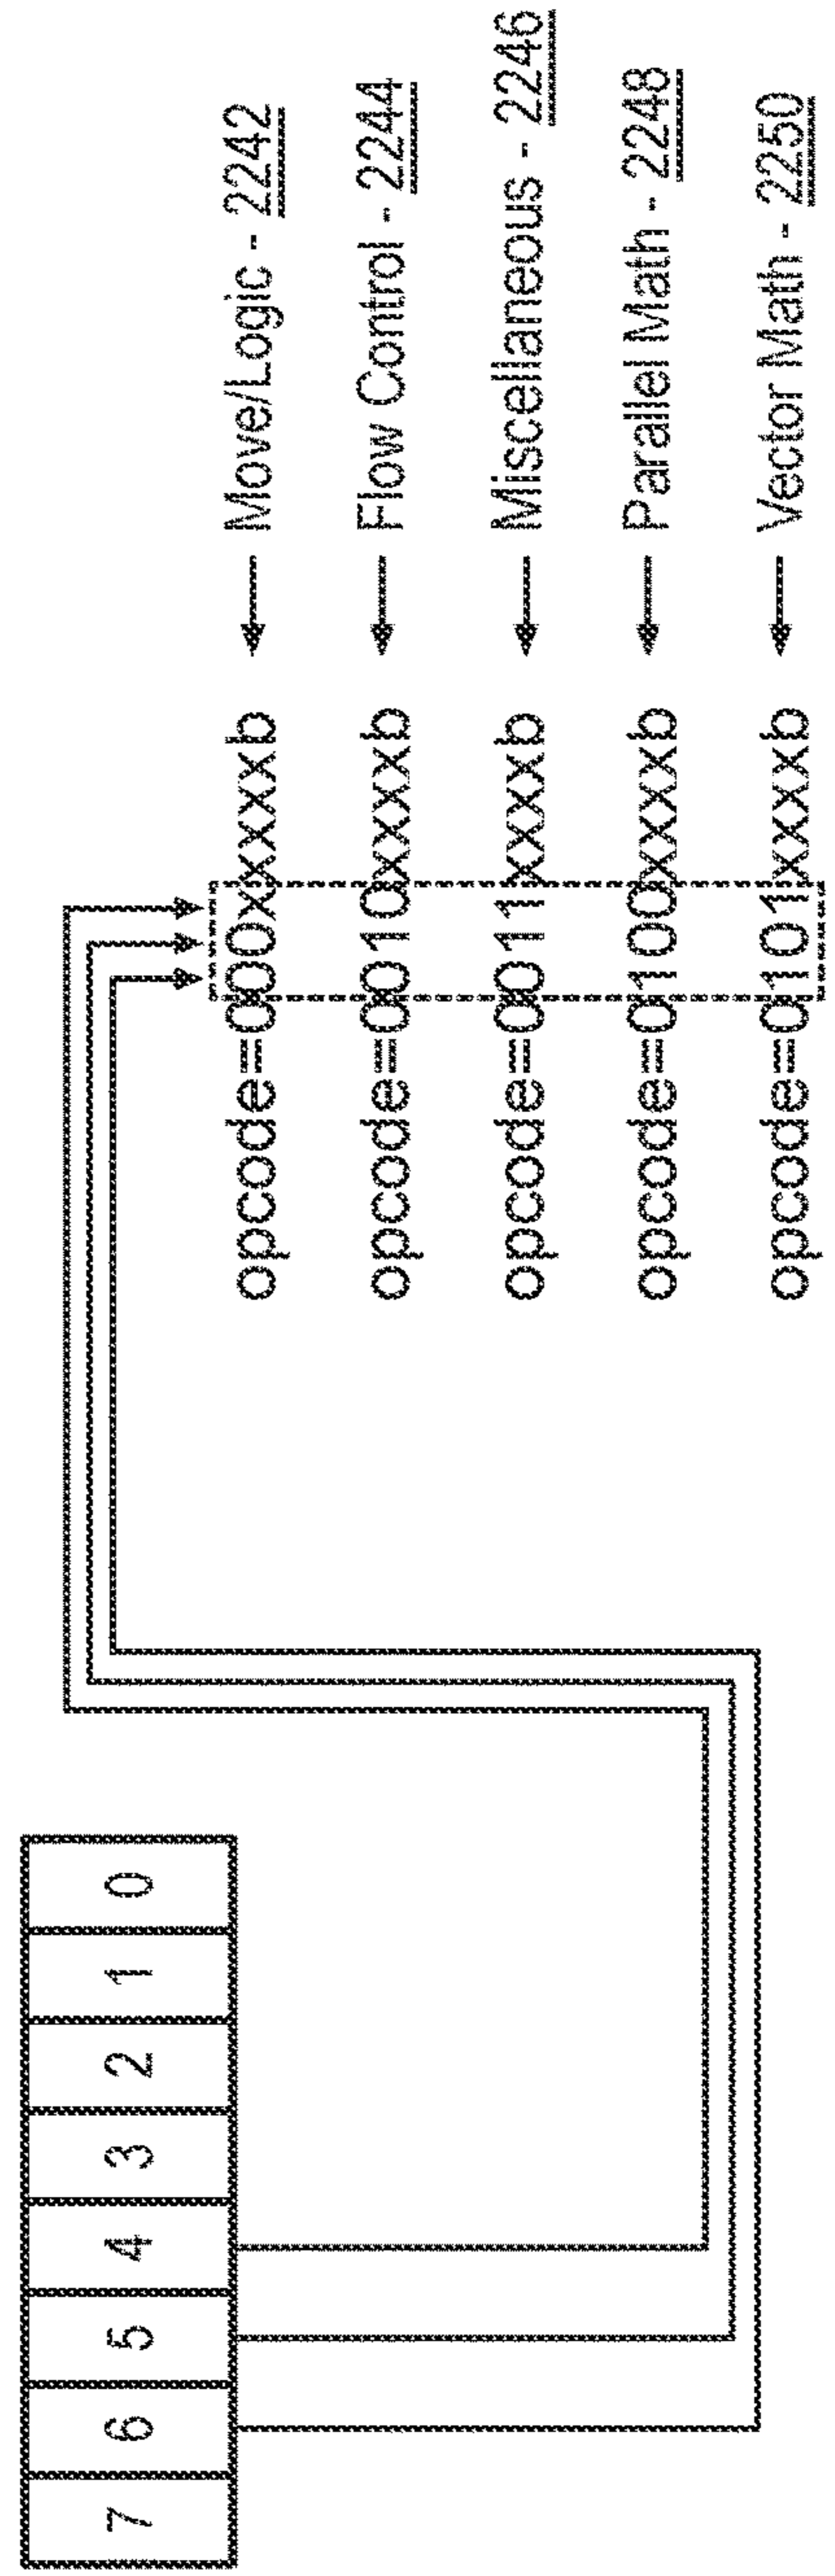 7 6 5 4 3 2 1 0
opcode=000xxxxxb ← Move/Logic - 2242
opcode=0010xxxxb ← Flow Control - 2244
opcode=0011xxxxb ← Miscellaneous - 2246
opcode=0100xxxxb ← Parallel Math - 2248
opcode=0101xxxxb ← Vector Math - 2250